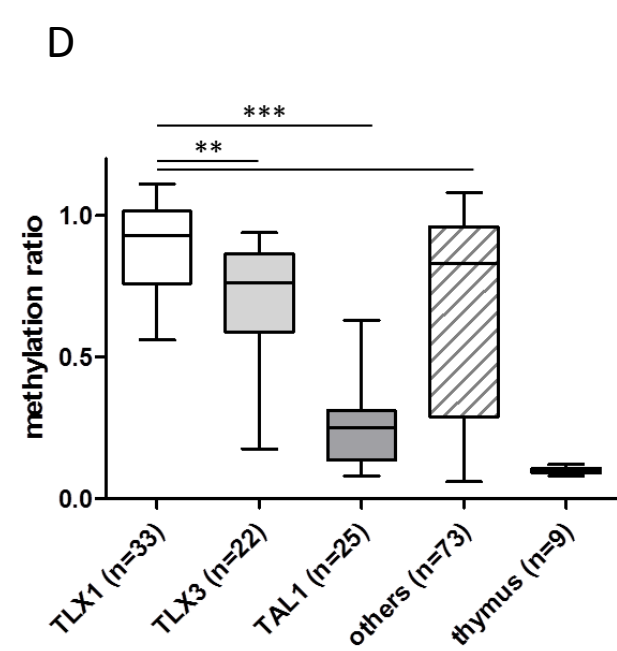 D
***
**
methylation ratio
1.0
0.5
0.0
TLX1 (n=33)
TLX3 (n=22)
TAL1 (n=25)
others (n=73)
thymus (n=9)